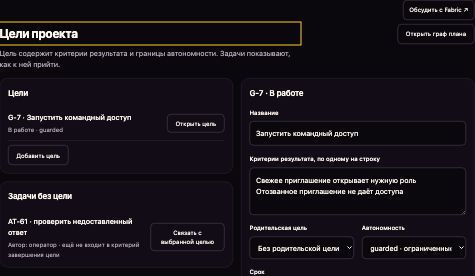 Обсудить с Fabric ↗
Цели проекта
Открыть граф плана
Цель содержит критерии результата и границы автономности. Задачи показывают,
как к ней прийти.
Цели
G-7 · Запустить командный доступ
В работе · guarded
Открыть цель
Добавить цель
Задачи без цели
AT-61 · проверить недоставленный
ответ
Автор: оператор · ещё не входит в критерий
завершения цели
Связать с
выбранной целью
G-7 · В работе
Название
Запустить командный доступ
Критерии результата, по одному на строку
Свежее приглашение открывает нужную роль
Отозванное приглашение не даёт доступа
Родительская цель
Без родительской цели
Автономность
guarded · ограниченны
Срок